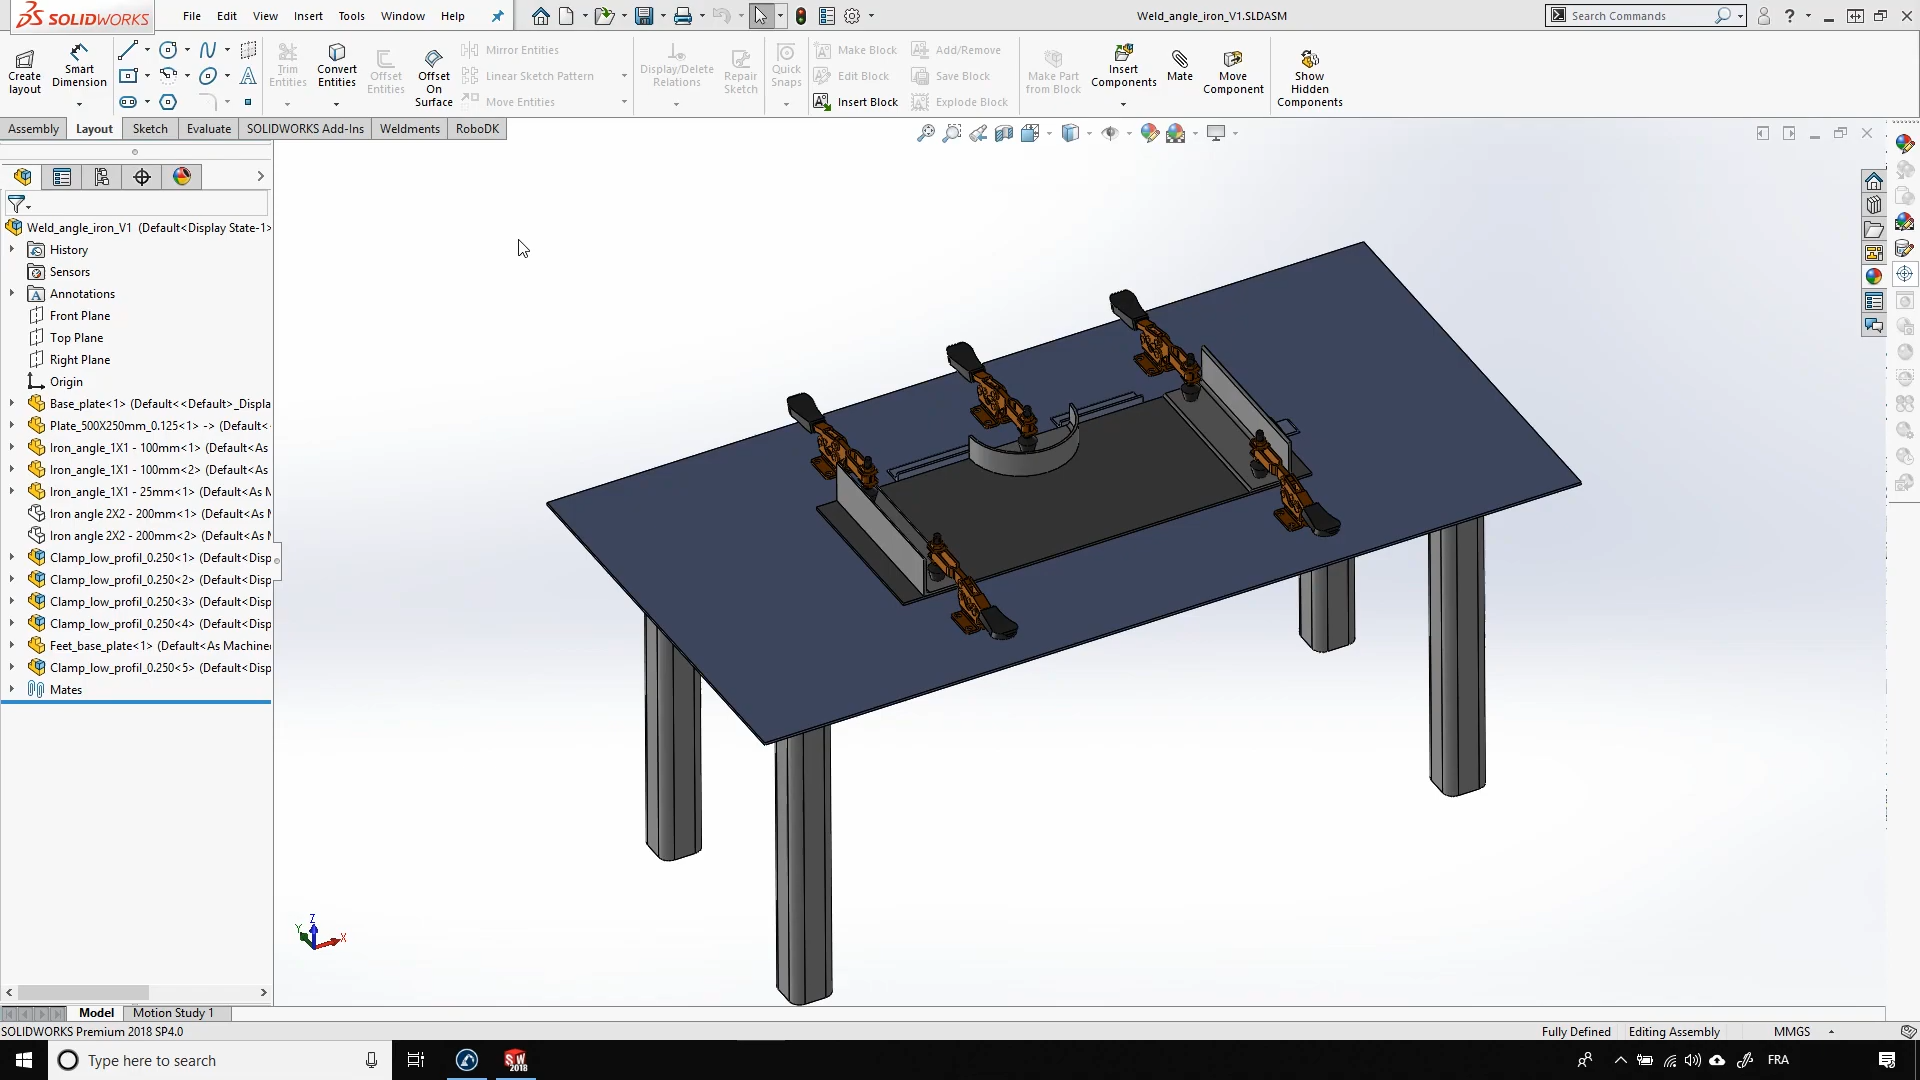 SOLIDWORKS File Edit View Insert Tools Window Help Weld_angle_iron_V1.SLDASM Search Commands
Create layout
Smart Dimension
Trim Entities
Convert Entities
Offset Entities
Offset On Surface
Mirror Entities
Linear Sketch Pattern
Move Entities
Display/Delete Relations
Repair Sketch
Quick Snaps
Make Block
Edit Block
Insert Block
Add/Remove
Save Block
Explode Block
Make Part from Block
Insert Components
Mate
Move Component
Show Hidden Components
Assembly Layout Sketch Evaluate SOLIDWORKS Add-Ins Weldments RoboDK
Weld_angle_iron_V1 (Default<Display State-1>
History
Sensors
Annotations
Front Plane
Top Plane
Right Plane
Origin
Base_plate<1> (Default<<Default>_Displa
Plate_500X250mm_0.125<1> -> (Default<
Iron_angle_1X1 - 100mm<1> (Default<As
Iron_angle_1X1 - 100mm<2> (Default<As
Iron_angle_1X1 - 25mm<1> (Default<As M
Iron angle 2X2 - 200mm<1> (Default<As M
Iron angle 2X2 - 200mm<2> (Default<As M
Clamp_low_profil_0.250<1> (Default<Disp
Clamp_low_profil_0.250<2> (Default<Disp
Clamp_low_profil_0.250<3> (Default<Disp
Clamp_low_profil_0.250<4> (Default<Disp
Feet_base_plate<1> (Default<As Machine
Clamp_low_profil_0.250<5> (Default<Disp
Mates
Z
Y
X
Model Motion Study 1
SOLIDWORKS Premium 2018 SP4.0 Fully Defined Editing Assembly MMGS
Type here to search SW 2018 FRA